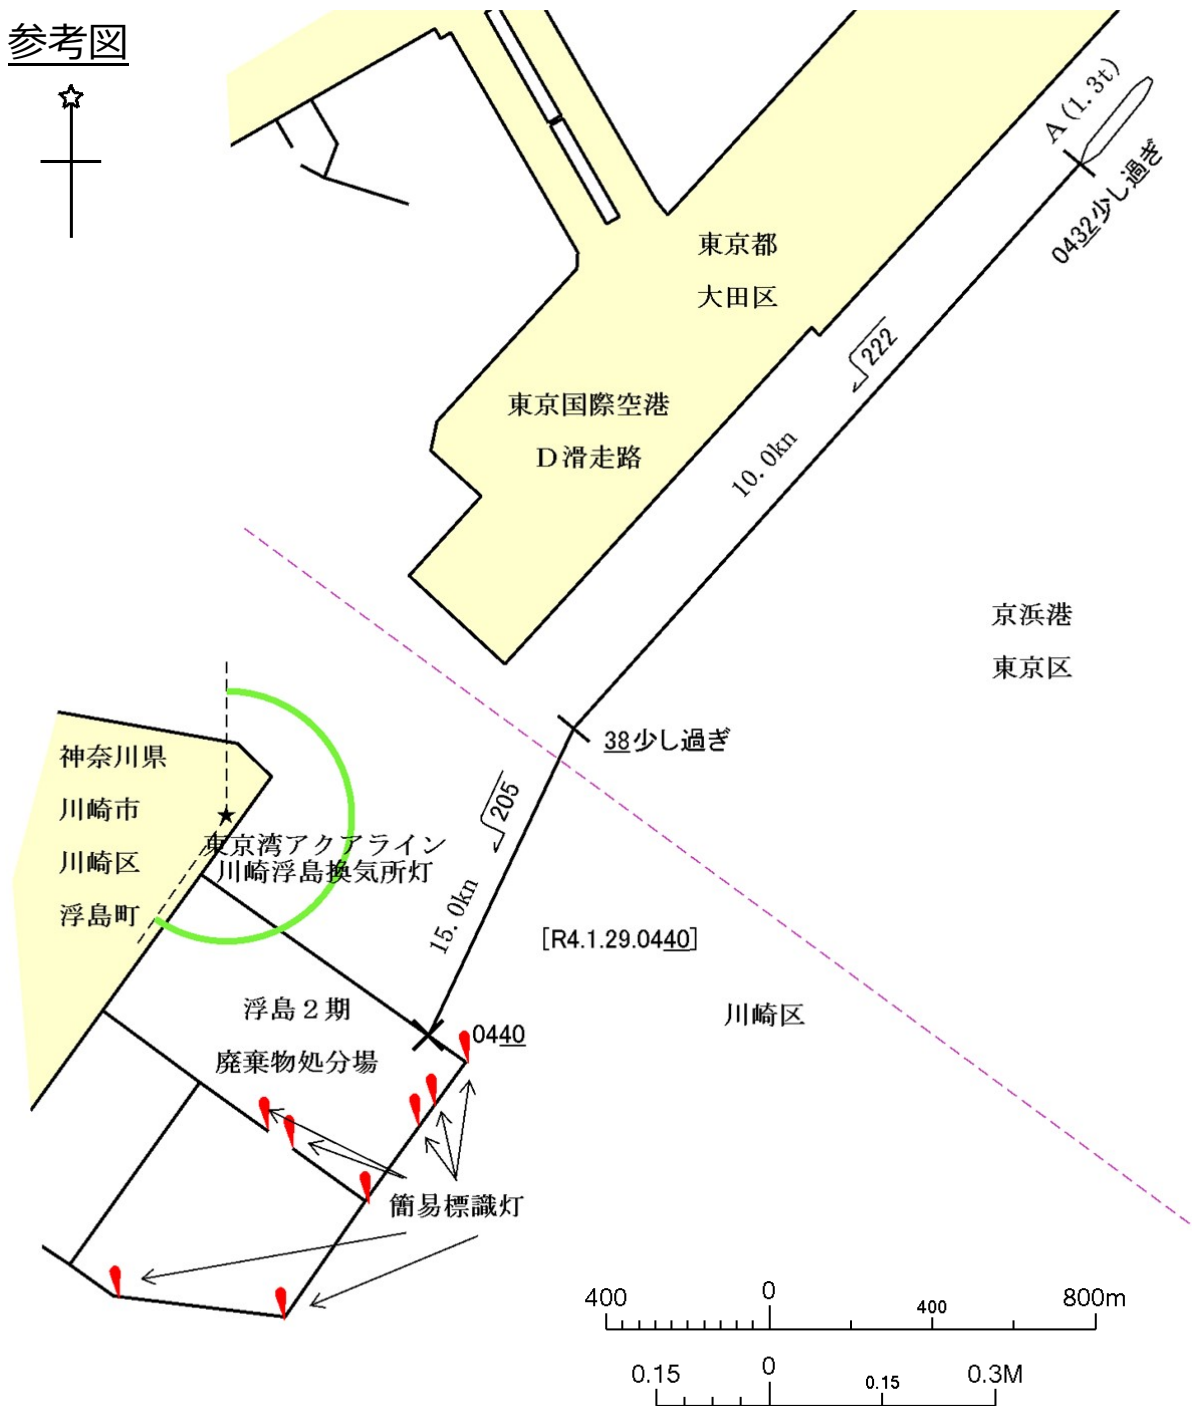 参考図
A(1.3t)
0432少し過ぎ
東京都
大田区
222
東京国際空港
D滑走路
10.0kn
京浜港
東京区
38少し過ぎ
神奈川県
川崎市
川崎区
浮島町
東京湾アクアライン
川崎浮島換気所灯
205
15.0kn
[R4.1.29.0440]
浮島2期
廃棄物処分場
0440
川崎区
簡易標識灯
400 0 400 800m
0.15 0 0.15 0.3M